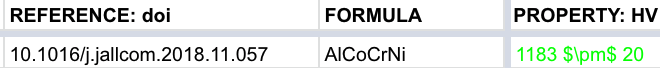 REFERENCE: doi FORMULA PROPERTY: HV
10.1016/j.jallcom.2018.11.057 AlCoCrNi 1183 $\pm$ 20